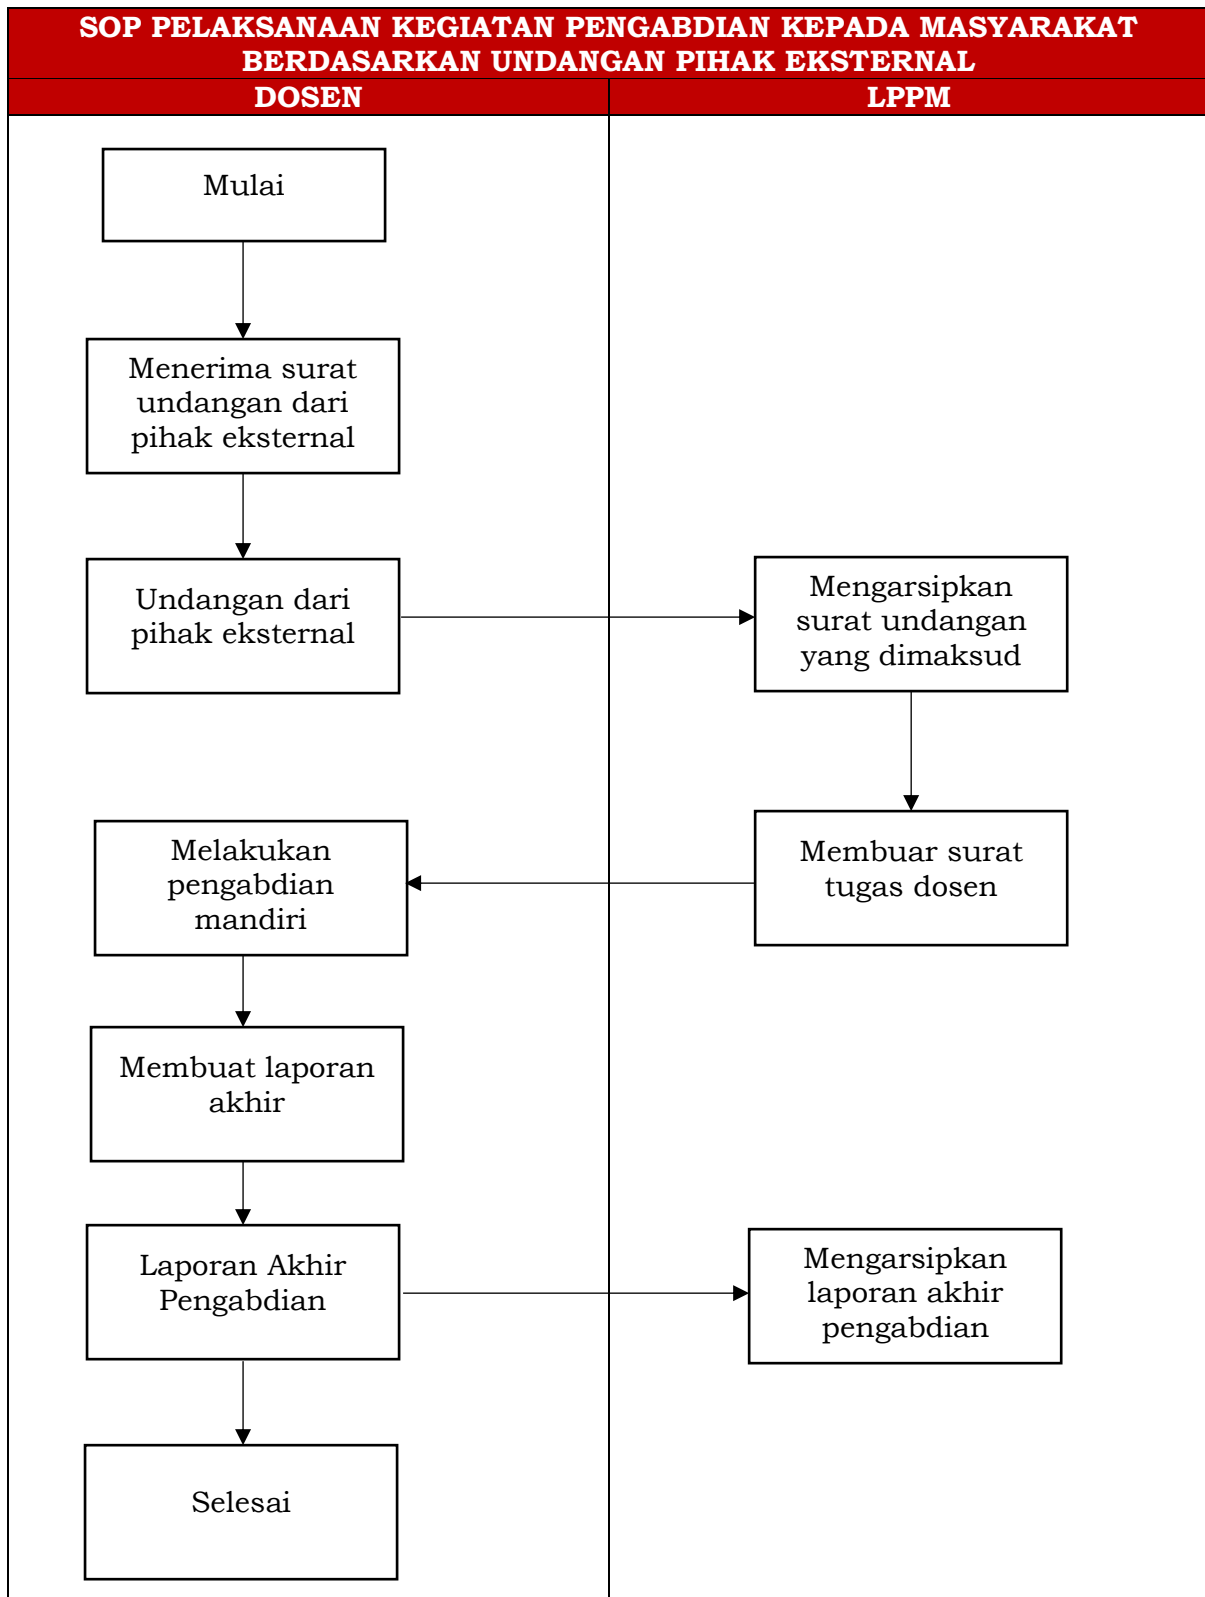 SOP PELAKSANAAN KEGIATAN PENGABDIAN KEPADA MASYARAKAT
BERDASARKAN UNDANGAN PIHAK EKSTERNAL
DOSEN
LPPM
Mulai
Menerima surat
undangan dari
pihak eksternal
Undangan dari
pihak eksternal
Mengarsipkan
surat undangan
yang dimaksud
Membuar surat
tugas dosen
Melakukan
pengabdian
mandiri
Membuat laporan
akhir
Laporan Akhir
Pengabdian
Mengarsipkan
laporan akhir
pengabdian
Selesai